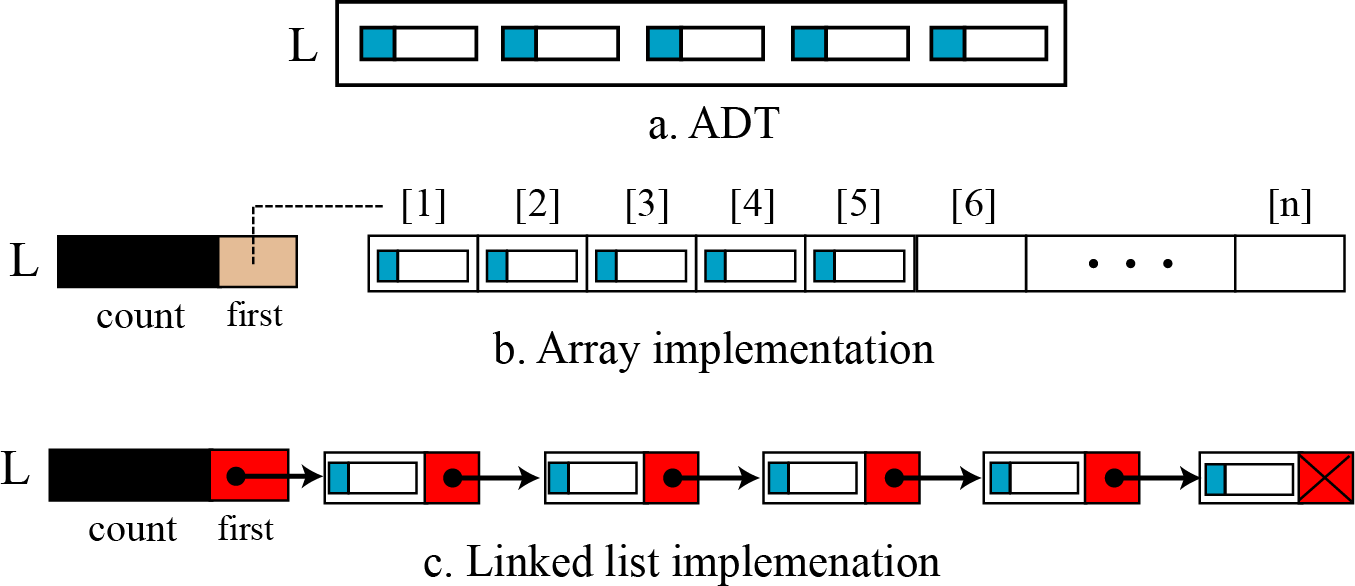 L
a. ADT
[1] [2] [3] [4] [5] [6] [n]
L
count first
b. Array implementation
L
count first
c. Linked list implemenation